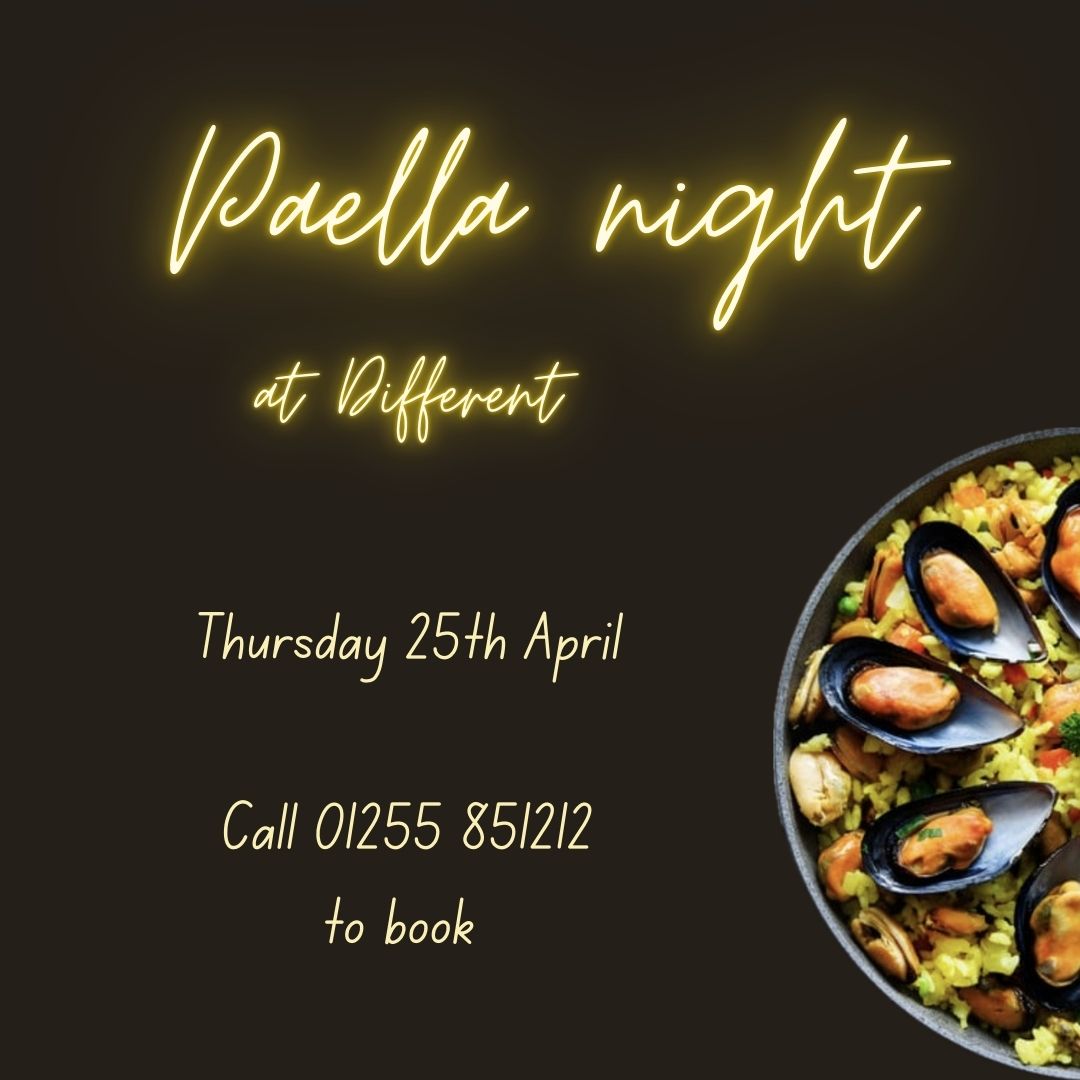 Paella night
at Different
Thursday 25th April
Call 01255 851212
to book